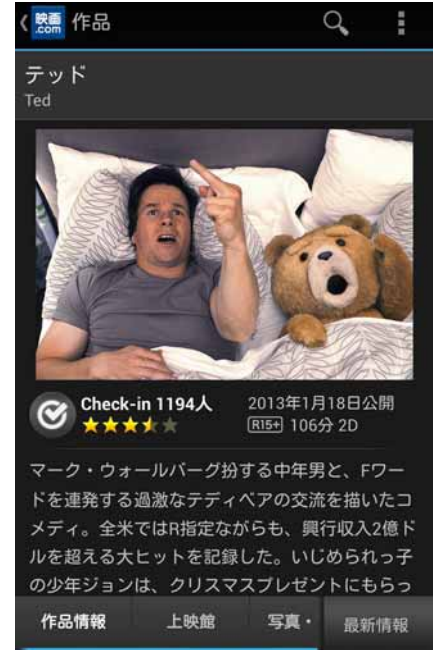 映画.com 作品
テッド
Ted
Check-in 1194人
2013年1月18日公開
R15+ 106分 2D
マーク・ウォールバーグ扮する中年男と、Fワー
ドを連発する過激なテディベアの交流を描いたコ
メディ。全米ではR指定ながらも、興行収入2億ド
ルを超える大ヒットを記録した。いじめられっ子
の少年ジョンは、クリスマスプレゼントにもらっ
作品情報 上映館 写真・ 最新情報